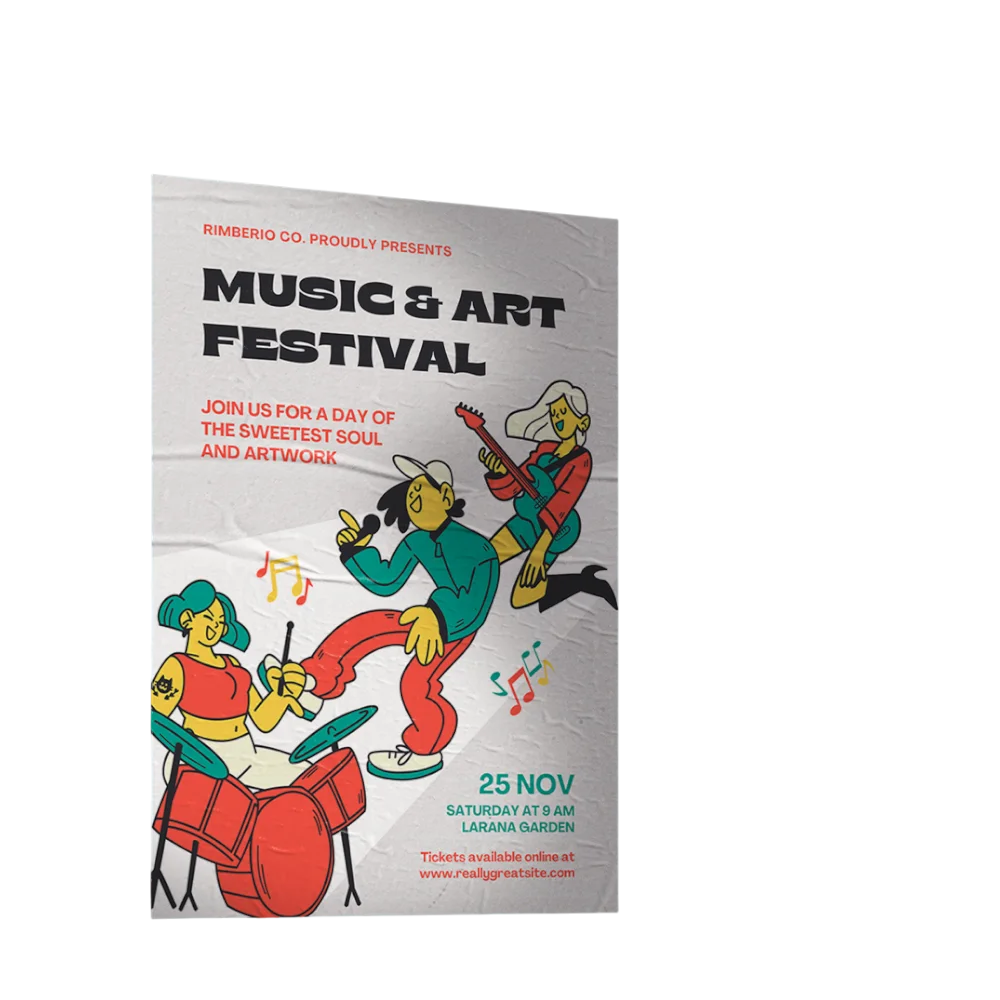 RIMBERIO CO. PROUDLY PRESENTS
MUSIC & ART
FESTIVAL
JOIN US FOR A DAY OF
THE SWEETEST SOUL
AND ARTWORK
25 NOV
SATURDAY AT 9 AM
LARANA GARDEN
Tickets available online at
www.reallygreatsite.com